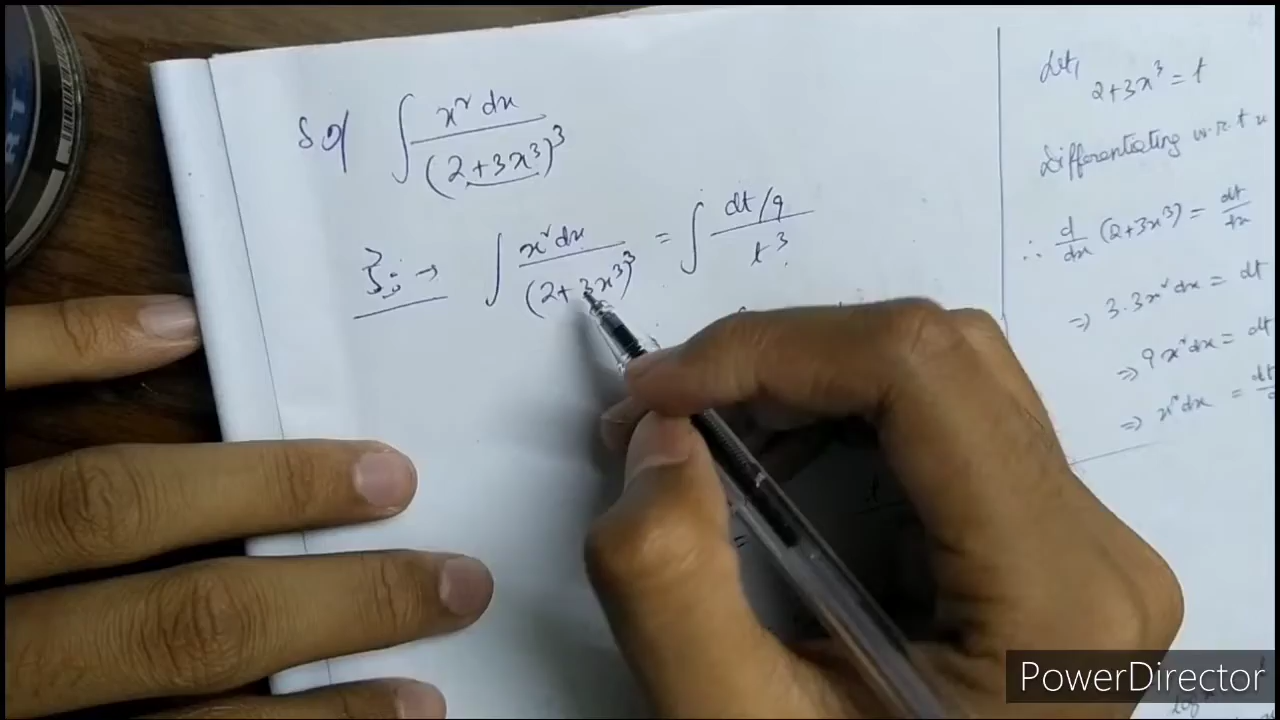 ∫ x² dx / (2+3x³)³
∫ x² dx / (2+3x³)³ = ∫ dt/9 / t³
Let,
2+3x³ = t
Differentiating w.r.t x
∴ d/dx (2+3x³) = dt/dx
⇒ 3.3x² dx = dt
⇒ 9x² dx = dt
⇒ x² dx = dt
PowerDirector